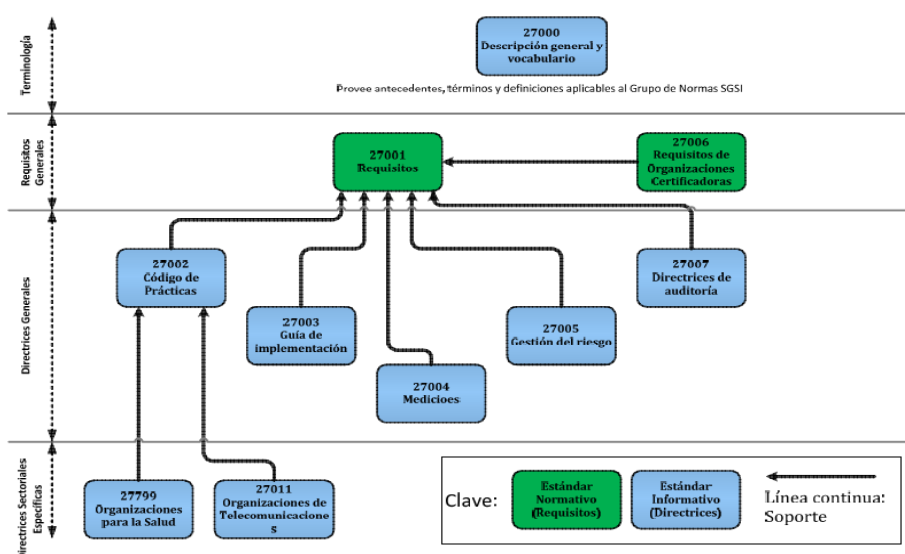 Terminología
27000
Descripción general y
vocabulario
Provee antecedentes, términos y definiciones aplicables al Grupo de Normas SGSI
Requisitos
Generales
27001
Requisitos
27006
Requisitos de
Organizaciones
Certificadoras
Directrices Generales
27002
Código de
Prácticas
27007
Directrices de
auditoría
27003
Guía de
implementación
27005
Gestión del riesgo
27004
Medicioes
Directrices Sectoriales
Específicas
27799
Organizaciones
para la Salud
27011
Organizaciones de
Telecomunicacione
s
Clave:
Estándar
Normativo
(Requisitos)
Estándar
Informativo
(Directrices)
Línea continua:
Soporte